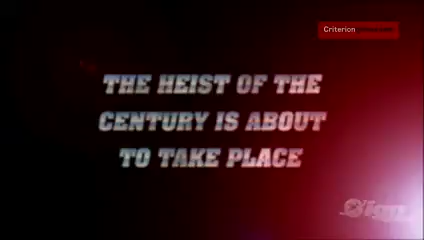 Criterion
THE HEIST OF THE
CENTURY IS ABOUT
TO TAKE PLACE